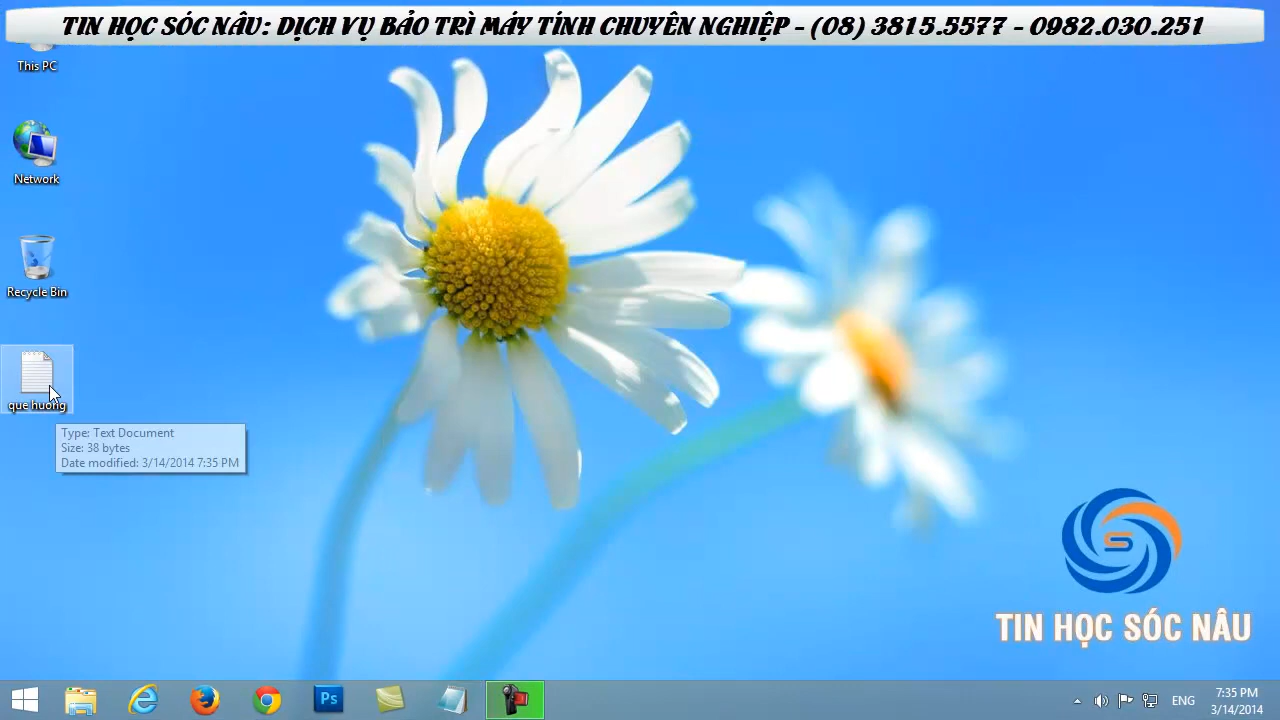 TIN HỌC SÓC NÂU: DỊCH VỤ BẢO TRÌ MÁY TÍNH CHUYÊN NGHIỆP - (08) 3815.5577 - 0982.030.251
This PC
Network
Recycle Bin
que huong
Type: Text Document
Size: 38 bytes
Date modified: 3/14/2014 7:35 PM
S
TIN HỌC SÓC NÂU
Ps
ENG
7:35 PM
3/14/2014